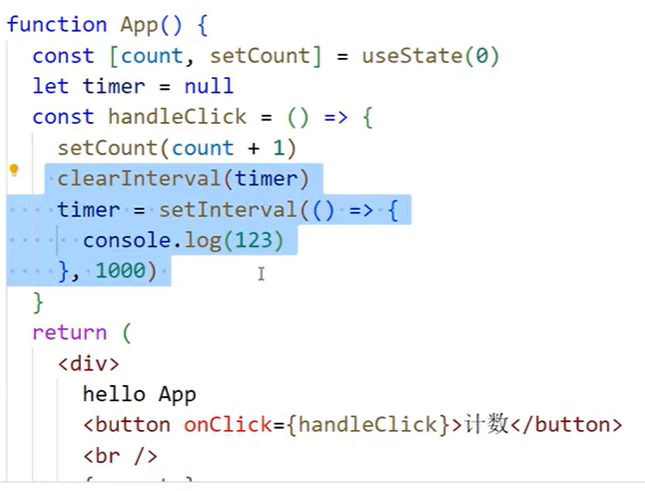 function App() {
const [count, setCount] = useState(0)
let timer = null
const handleClick = () => {
setCount(count + 1)
clearInterval(timer)
timer = setInterval(() => {
console.log(123)
}, 1000)
}
return (
<div>
hello App
<button onClick={handleClick}>计数</button>
<br />